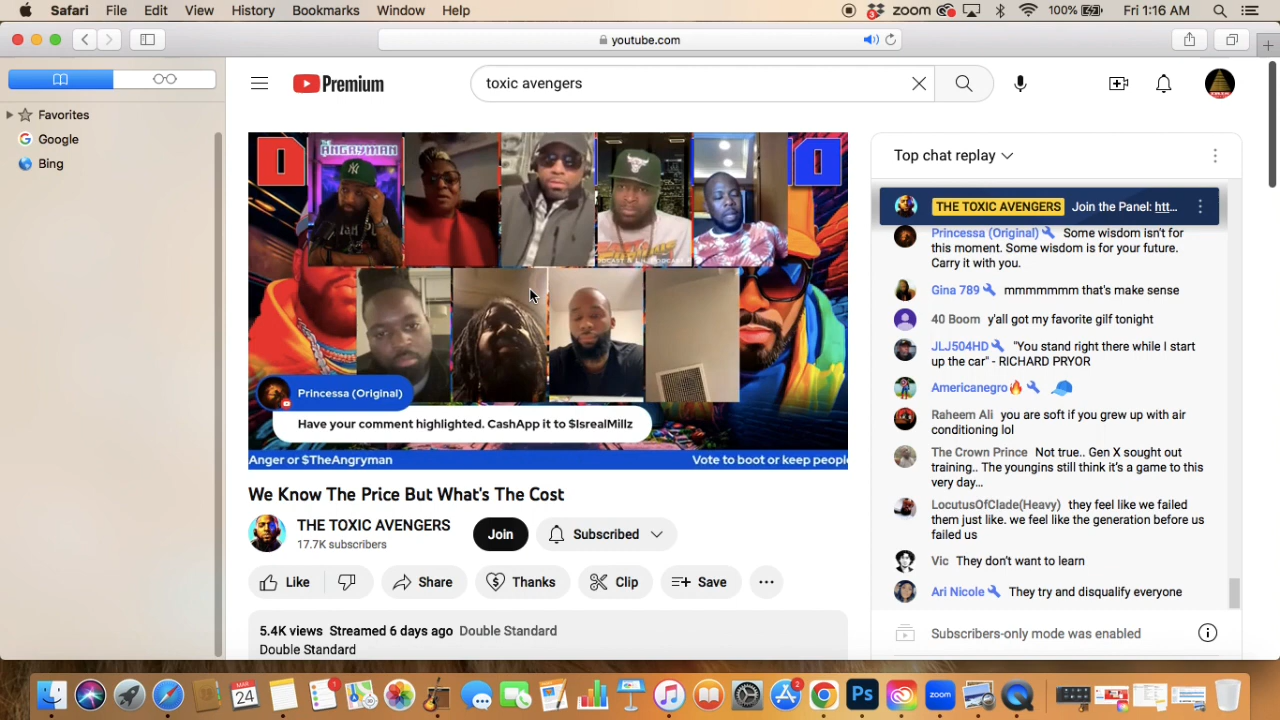 Safari File Edit View History Bookmarks Window Help
3 zoom 100% Fri 1:16 AM
youtube.com
Favorites
Google
Bing
Premium
toxic avengers
ANGRYMAN
D
D
Princessa (Original)
Have your comment highlighted. CashApp it to $IsrealMillz
Anger or $TheAngryman
Vote to boot or keep people
We Know The Price But What's The Cost
THE TOXIC AVENGERS
17.7K subscribers
Join
Subscribed
Like
Share
Thanks
Clip
Save
5.4K views Streamed 6 days ago Double Standard
Double Standard
Top chat replay
THE TOXIC AVENGERS Join the Panel: htt...
Princessa (Original) Some wisdom isn't for
this moment. Some wisdom is for your future.
Carry it with you.
Gina 789 mmmmmmm that's make sense
40 Boom y'all got my favorite gilf tonight
JLJ504HD "You stand right there while I start
up the car" - RICHARD PRYOR
Americanegro🔥 🧢
Raheem Ali you are soft if you grew up with air
conditioning lol
The Crown Prince Not true.. Gen X sought out
training.. The youngins still think it's a game to this
very day...
LocutusOfClade(Heavy) they feel like we failed
them just like. we feel like the generation before us
failed us
Vic They don't want to learn
Ari Nicole They try and disqualify everyone
Subscribers-only mode was enabled
MAR
24
1
2
Ps
zoom